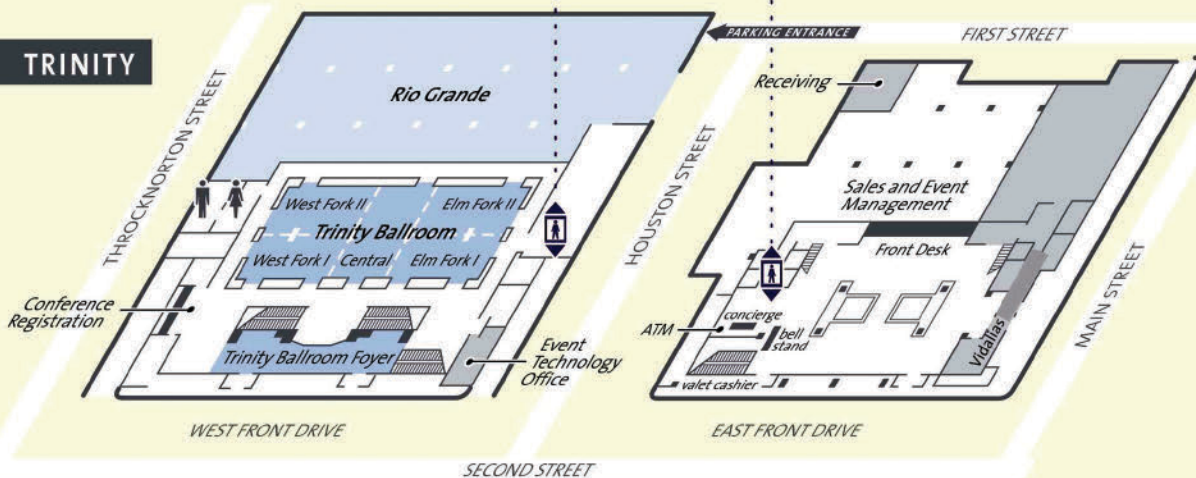 TRINITY
THROCKNORTON STREET
Rio Grande
West Fork II
Elm Fork II
Trinity Ballroom
West Fork I
Central
Elm Fork I
Conference
Registration
Trinity Ballroom Foyer
Event
Technology
Office
WEST FRONT DRIVE
SECOND STREET
HOUSTON STREET
PARKING ENTRANCE
FIRST STREET
Receiving
Sales and Event
Management
Front Desk
concierge
ATM
bell
stand
valet cashier
Vidallas
MAIN STREET
EAST FRONT DRIVE